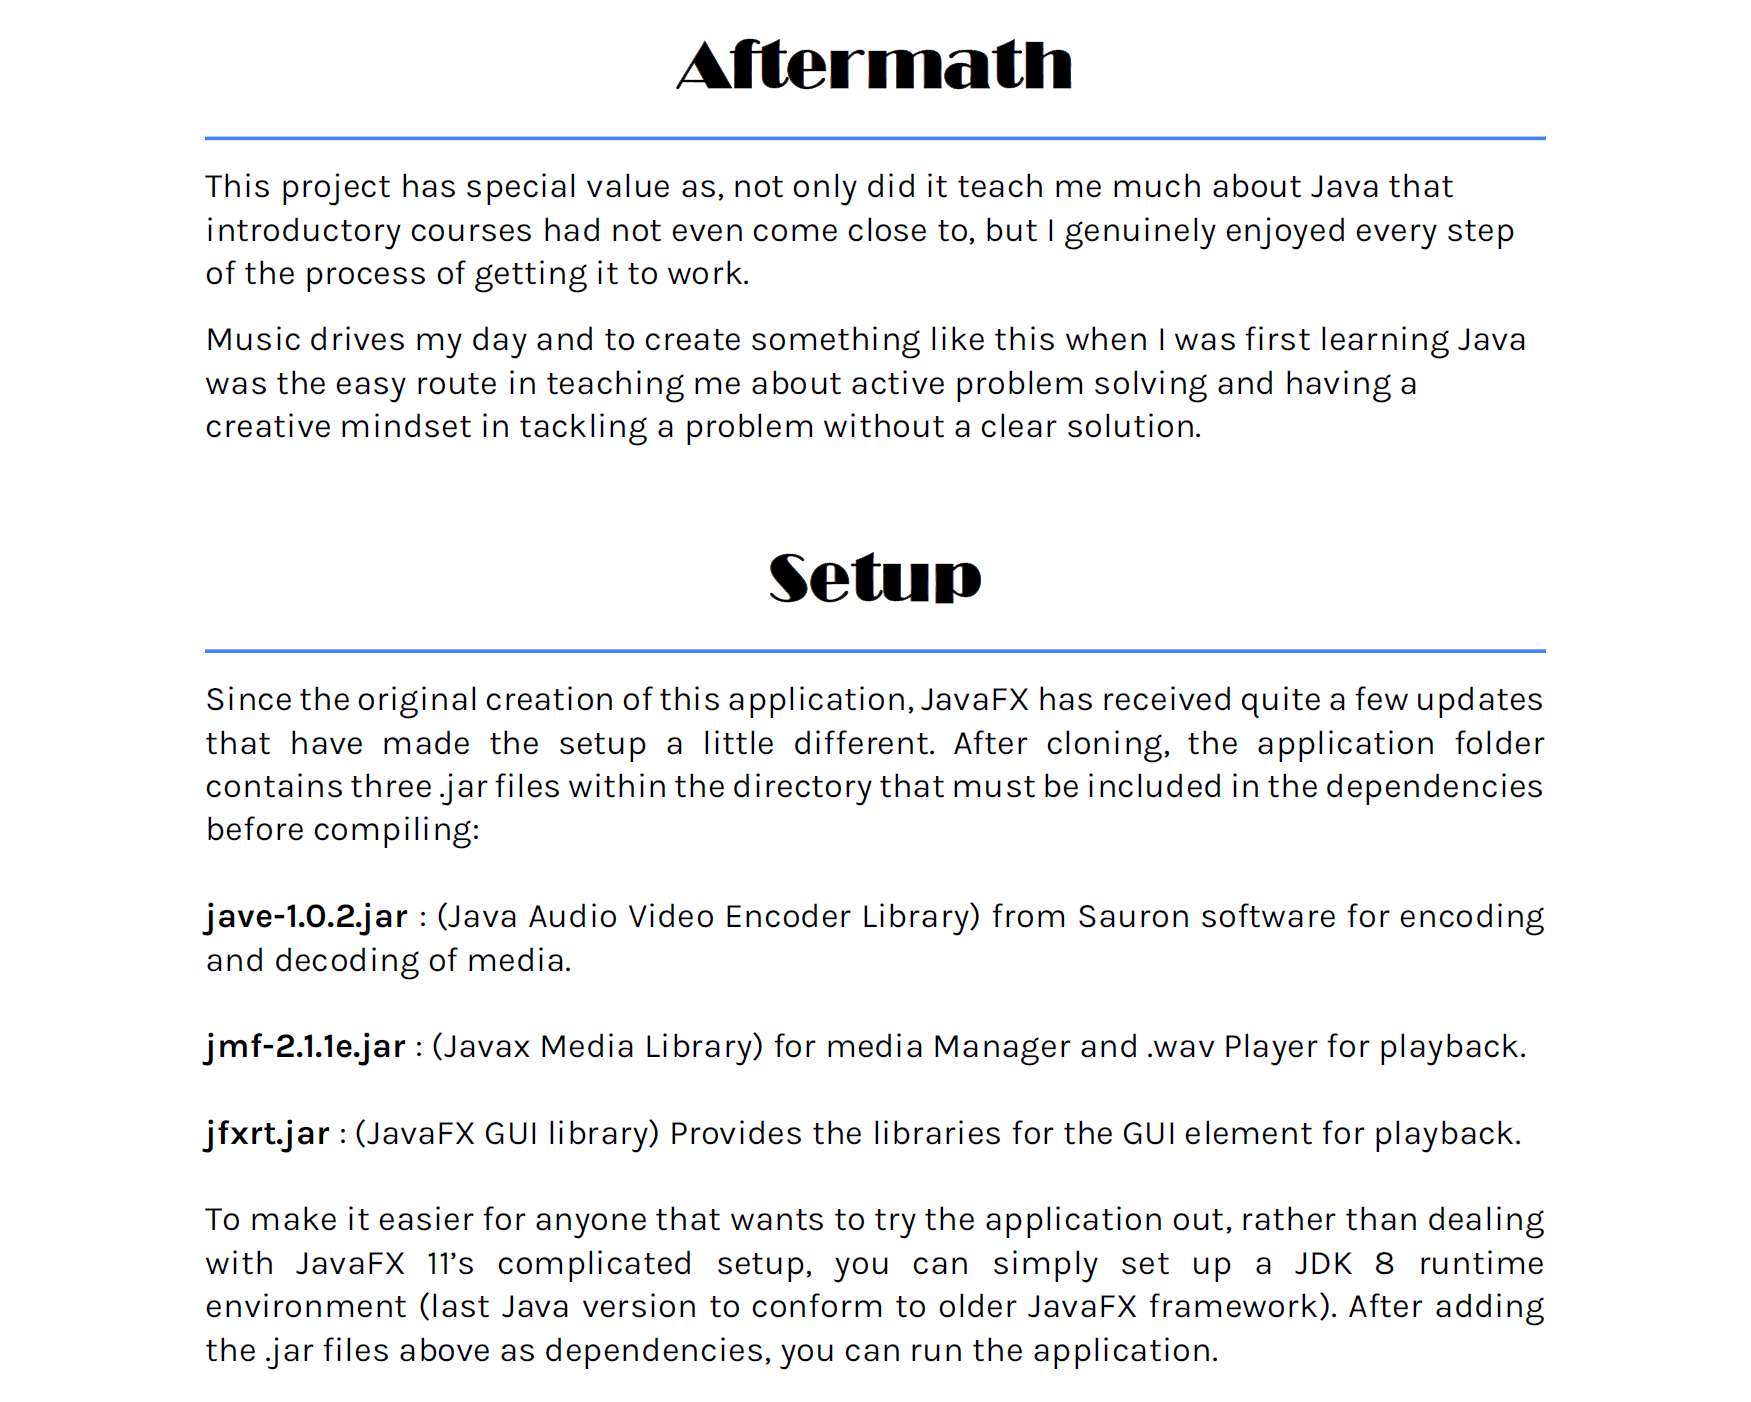 Aftermath
This project has special value as, not only did it teach me much about Java that
introductory courses had not even come close to, but I genuinely enjoyed every step
of the process of getting it to work.
Music drives my day and to create something like this when I was first learning Java
was the easy route in teaching me about active problem solving and having a
creative mindset in tackling a problem without a clear solution.
Setup
Since the original creation of this application, JavaFX has received quite a few updates
that have made the setup a little different. After cloning, the application folder
contains three .jar files within the directory that must be included in the dependencies
before compiling:
jave-1.0.2.jar : (Java Audio Video Encoder Library) from Sauron software for encoding
and decoding of media.
jmf-2.1.1e.jar : (Javax Media Library) for media Manager and .wav Player for playback.
jfxrt.jar : (JavaFX GUI library) Provides the libraries for the GUI element for playback.
To make it easier for anyone that wants to try the application out, rather than dealing
with JavaFX 11’s complicated setup, you can simply set up a JDK 8 runtime
environment (last Java version to conform to older JavaFX framework). After adding
the .jar files above as dependencies, you can run the application.